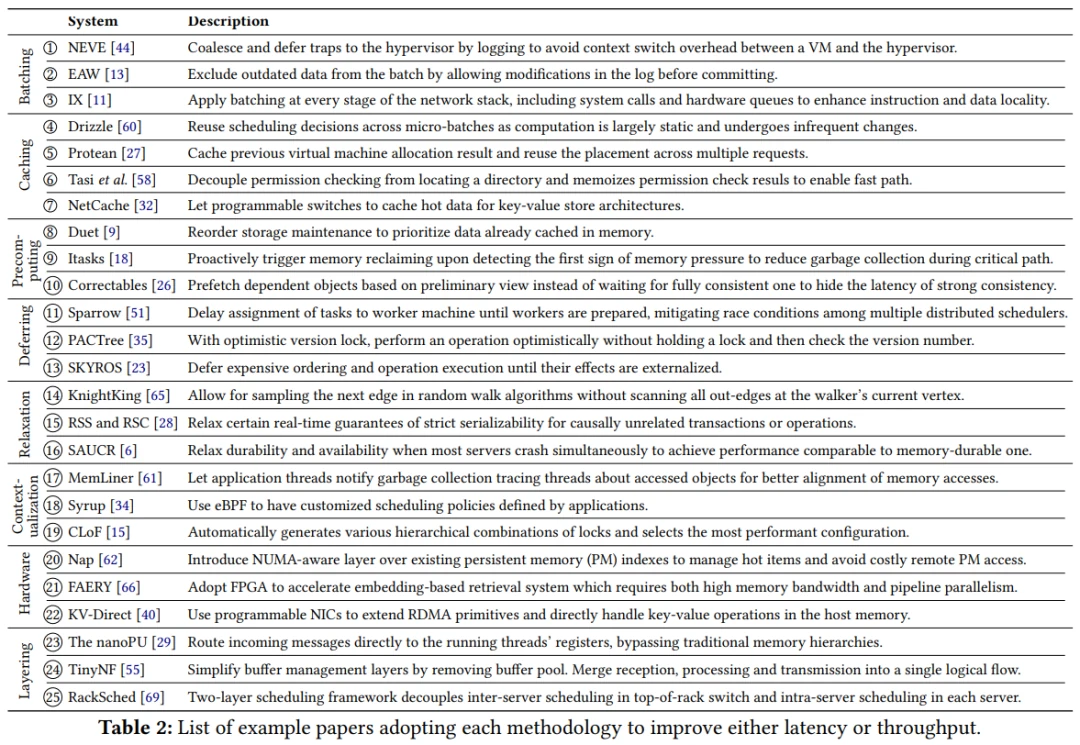 System Description
Batching
① NEVE [44] Coalesce and defer traps to the hypervisor by logging to avoid context switch overhead between a VM and the hypervisor.
② EAW [13] Exclude outdated data from the batch by allowing modifications in the log before committing.
③ IX [11] Apply batching at every stage of the network stack, including system calls and hardware queues to enhance instruction and data locality.
Caching
④ Drizzle [60] Reuse scheduling decisions across micro-batches as computation is largely static and undergoes infrequent changes.
⑤ Protean [27] Cache previous virtual machine allocation result and reuse the placement across multiple requests.
⑥ Tasi et al. [58] Decouple permission checking from locating a directory and memoizes permission check resuls to enable fast path.
⑦ NetCache [32] Let programmable switches to cache hot data for key-value store architectures.
Precom-
puting
⑧ Duet [9] Reorder storage maintenance to prioritize data already cached in memory.
⑨ Itasks [18] Proactively trigger memory reclaiming upon detecting the first sign of memory pressure to reduce garbage collection during critical path.
⑩ Correctables [26] Prefetch dependent objects based on preliminary view instead of waiting for fully consistent one to hide the latency of strong consistency.
Deferring
⑪ Sparrow [51] Delay assignment of tasks to worker machine until workers are prepared, mitigating race conditions among multiple distributed schedulers.
⑫ PACTree [35] With optimistic version lock, perform an operation optimistically without holding a lock and then check the version number.
⑬ SKYROS [23] Defer expensive ordering and operation execution until their effects are externalized.
Relaxation
⑭ KnightKing [65] Allow for sampling the next edge in random walk algorithms without scanning all out-edges at the walker's current vertex.
⑮ RSS and RSC [28] Relax certain real-time guarantees of strict serializability for causally unrelated transactions or operations.
⑯ SAUCR [6] Relax durability and availability when most servers crash simultaneously to achieve performance comparable to memory-durable one.
Context-
ualization
⑰ MemLiner [61] Let application threads notify garbage collection tracing threads about accessed objects for better alignment of memory accesses.
⑱ Syrup [34] Use eBPF to have customized scheduling policies defined by applications.
⑲ CLoF [15] Automatically generates various hierarchical combinations of locks and selects the most performant configuration.
Hardware
⑳ Nap [62] Introduce NUMA-aware layer over existing persistent memory (PM) indexes to manage hot items and avoid costly remote PM access.
㉑ FAERY [66] Adopt FPGA to accelerate embedding-based retrieval system which requires both high memory bandwidth and pipeline parallelism.
㉒ KV-Direct [40] Use programmable NICs to extend RDMA primitives and directly handle key-value operations in the host memory.
Layering
㉓ The nanoPU [29] Route incoming messages directly to the running threads' registers, bypassing traditional memory hierarchies.
㉔ TinyNF [55] Simplify buffer management layers by removing buffer pool. Merge reception, processing and transmission into a single logical flow.
㉕ RackSched [69] Two-layer scheduling framework decouples inter-server scheduling in top-of-rack switch and intra-server scheduling in each server.
Table 2: List of example papers adopting each methodology to improve either latency or throughput.